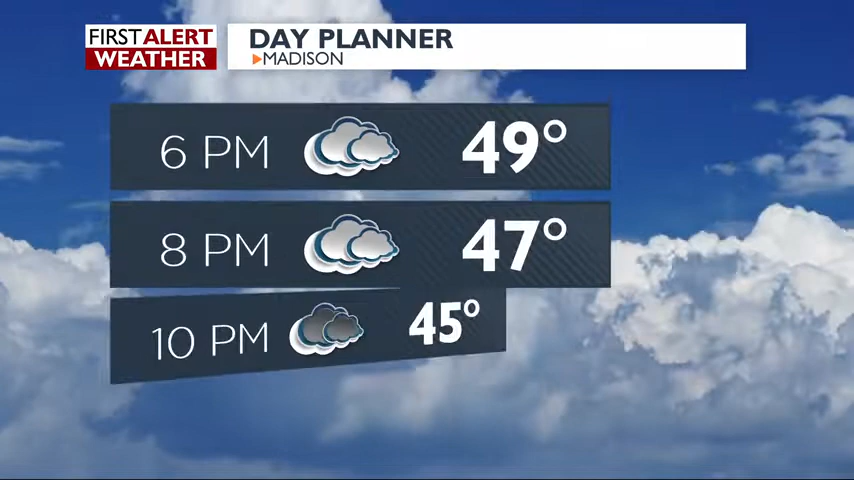 FIRST ALERT
WEATHER
DAY PLANNER
MADISON
6 PM 49°
8 PM 47°
10 PM 45°